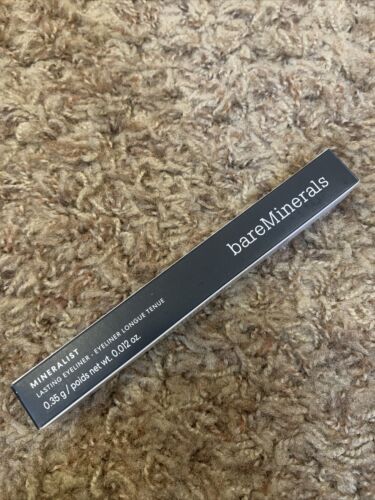 bareMinerals
MINERALIST
LASTING EYELINER · EYELINER LONGUE TENUE
0.35 g / poids net wt. 0.012 oz.